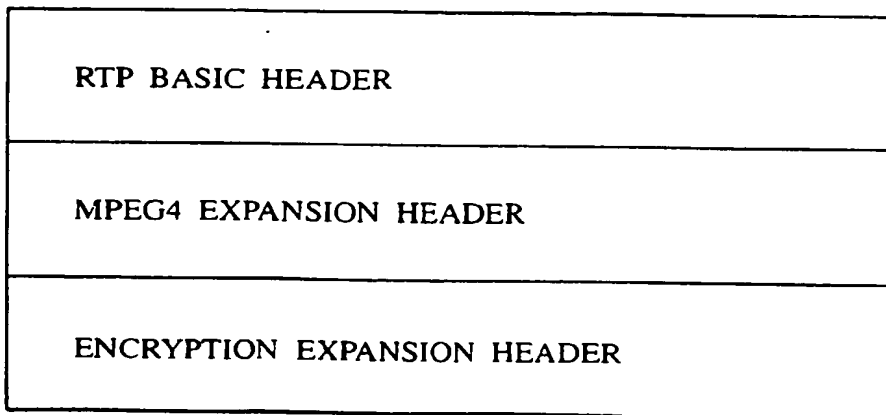 RTP BASIC HEADER
MPEG4 EXPANSION HEADER
ENCRYPTION EXPANSION HEADER